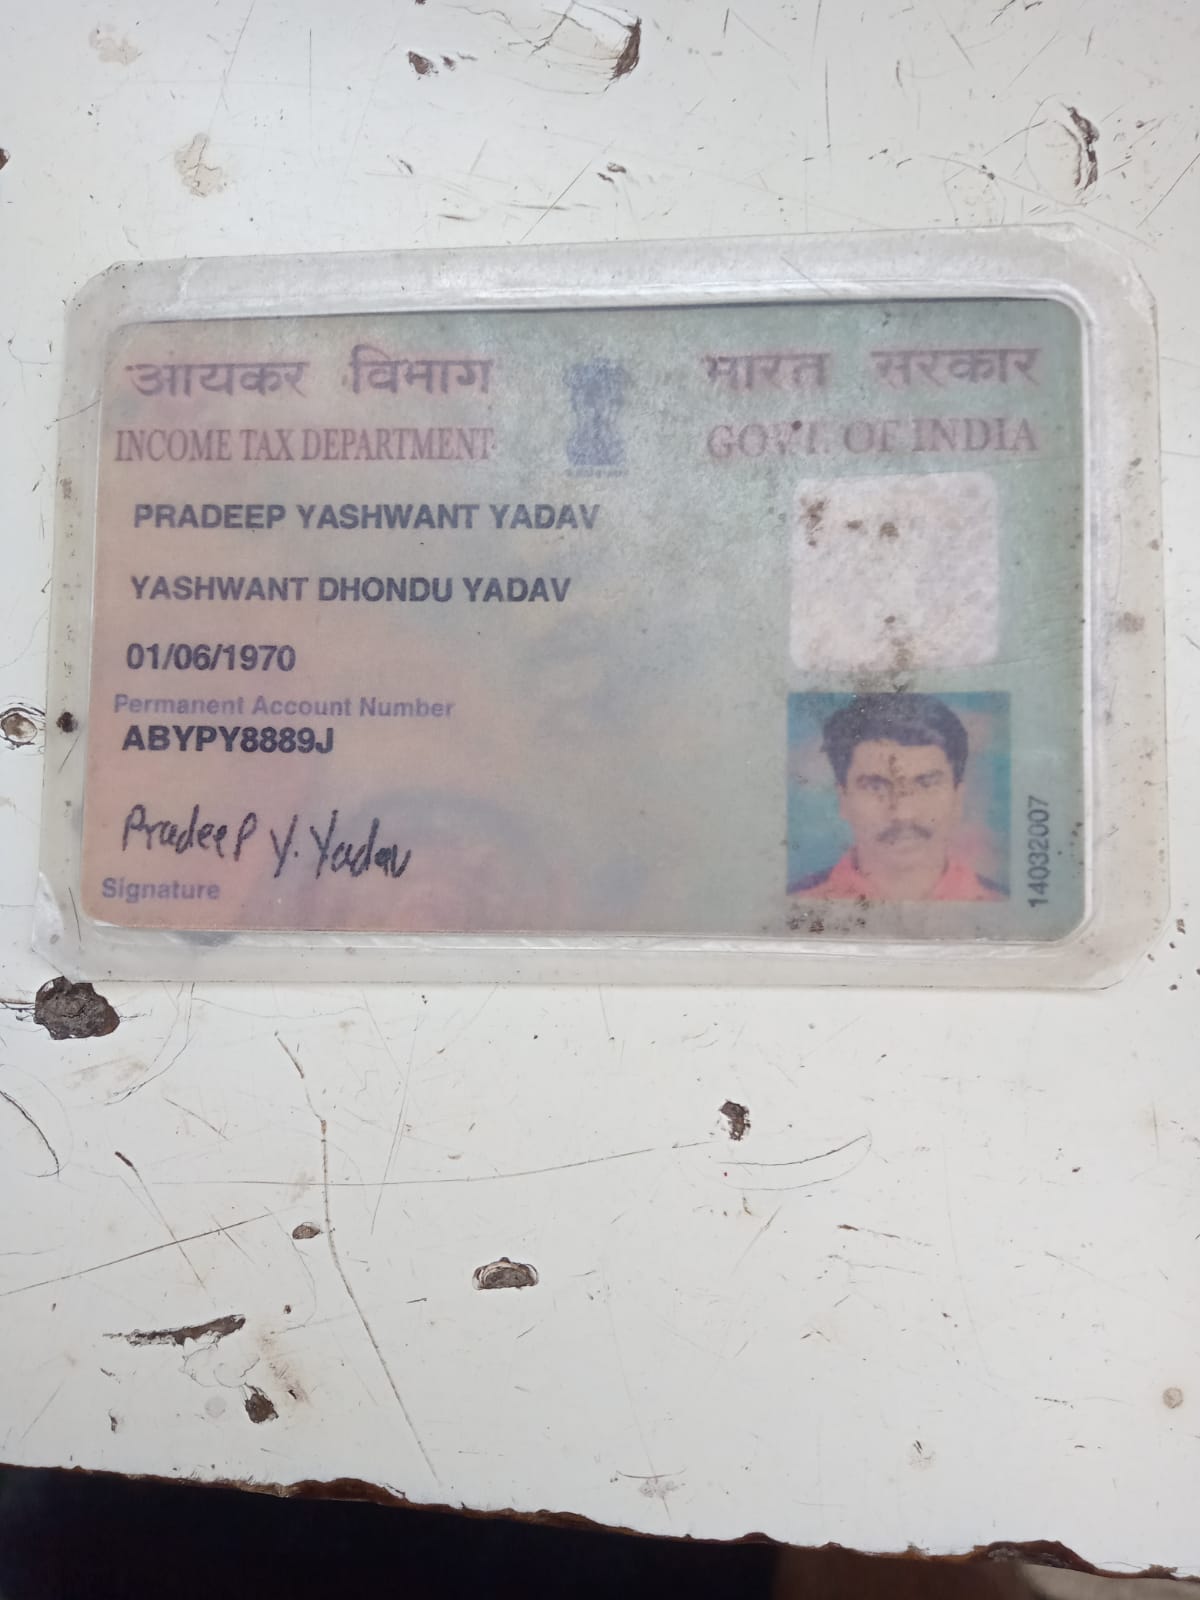 आयकर विभाग
INCOME TAX DEPARTMENT
भारत सरकार
GOVT. OF INDIA
PRADEEP YASHWANT YADAV
YASHWANT DHONDU YADAV
01/06/1970
Permanent Account Number
ABYPY8889J
Pradeep Y. Yadav
Signature
14032007